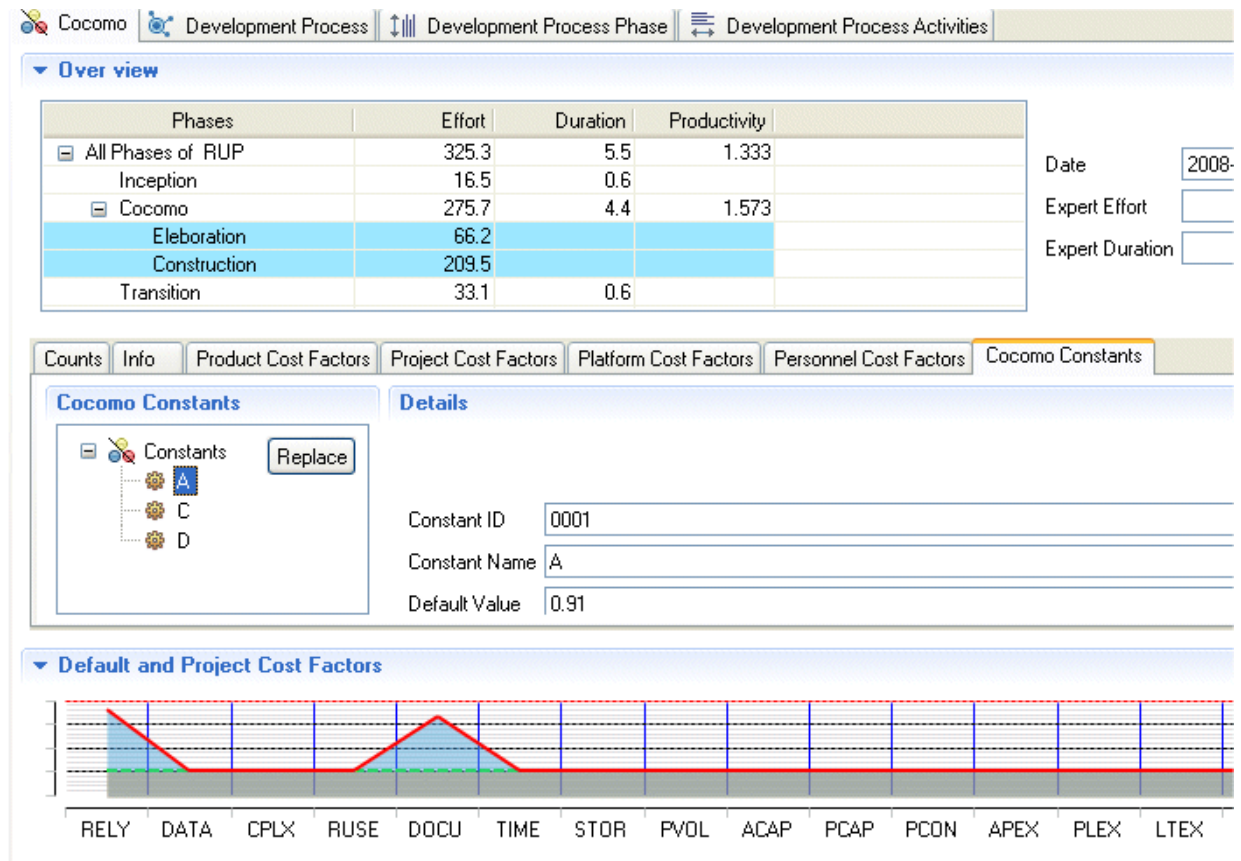 Cocomo Development Process Development Process Phase Development Process Activities
Over view
Phases Effort Duration Productivity
All Phases of RUP 325.3 5.5 1.333
Inception 16.5 0.6
Cocomo 275.7 4.4 1.573
Eleboration 66.2
Construction 209.5
Transition 33.1 0.6
Date 2008-
Expert Effort
Expert Duration
Counts Info Product Cost Factors Project Cost Factors Platform Cost Factors Personnel Cost Factors Cocomo Constants
Cocomo Constants
Constants Replace
A
C
D
Details
Constant ID 0001
Constant Name A
Default Value 0.91
Default and Project Cost Factors
RELY DATA CPLX RUSE DOCU TIME STOR PVOL ACAP PCAP PCON APEX PLEX LTEX